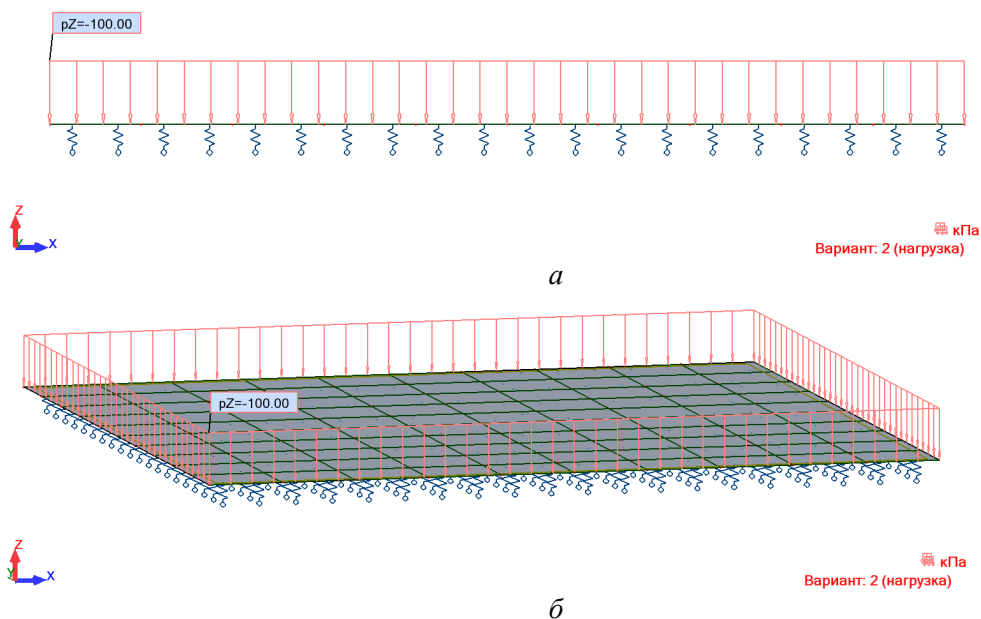 pZ=-100.00
Z
Y
X
кПа
Вариант: 2 (нагрузка)
а
pZ=-100.00
Z
Y
X
кПа
Вариант: 2 (нагрузка)
б